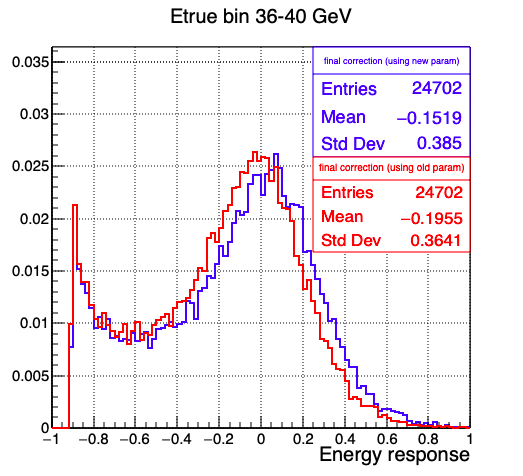 Etrue bin 36-40 GeV
final correction (using new param)
Entries 24702
Mean −0.1519
Std Dev 0.385
final correction (using old param)
Entries 24702
Mean −0.1955
Std Dev 0.3641
0.035
0.03
0.025
0.02
0.015
0.01
0.005
0
−1 −0.8 −0.6 −0.4 −0.2 0 0.2 0.4 0.6 0.8 1
Energy response